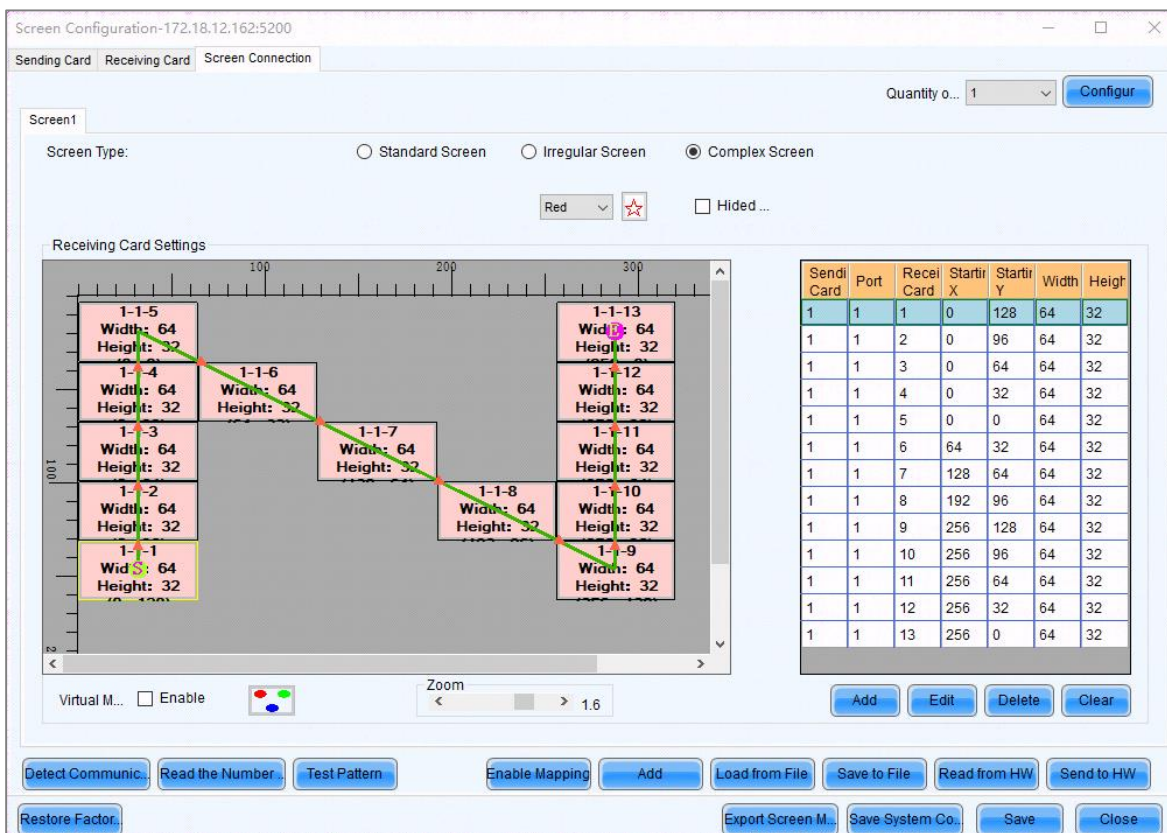 Screen Configuration-172.18.12.162:5200
Sending Card Receiving Card Screen Connection
Quantity o... 1 Configur
Screen1
Screen Type: Standard Screen Irregular Screen Complex Screen
Red Hided ...
Receiving Card Settings
100 200 300
1-1-5 1-1-13
Width: 64 Width: 64
Height: 32 Height: 32
1-1-4 1-1-6 1-1-12
Width: 64 Width: 64 Width: 64
Height: 32 Height: 32 Height: 32
1-1-3 1-1-7 1-1-11
Width: 64 Width: 64 Width: 64
Height: 32 Height: 32 Height: 32
100
1-1-2 1-1-8 1-1-10
Width: 64 Width: 64 Width: 64
Height: 32 Height: 32 Height: 32
1-1-1 1-1-9
Width: 64 Width: 64
Height: 32 Height: 32
S
E
2
Sendi Card Port Recei Card Startir X Startir Y Width Heigh
1 1 1 0 128 64 32
1 1 2 0 96 64 32
1 1 3 0 64 64 32
1 1 4 0 32 64 32
1 1 5 0 0 64 32
1 1 6 64 32 64 32
1 1 7 128 64 64 32
1 1 8 192 96 64 32
1 1 9 256 128 64 32
1 1 10 256 96 64 32
1 1 11 256 64 64 32
1 1 12 256 32 64 32
1 1 13 256 0 64 32
Virtual M... Enable Zoom 1.6
Add Edit Delete Clear
Detect Communic... Read the Number .. Test Pattern Enable Mapping Add Load from File Save to File Read from HW Send to HW
Restore Factor... Export Screen M... Save System Co... Save Close